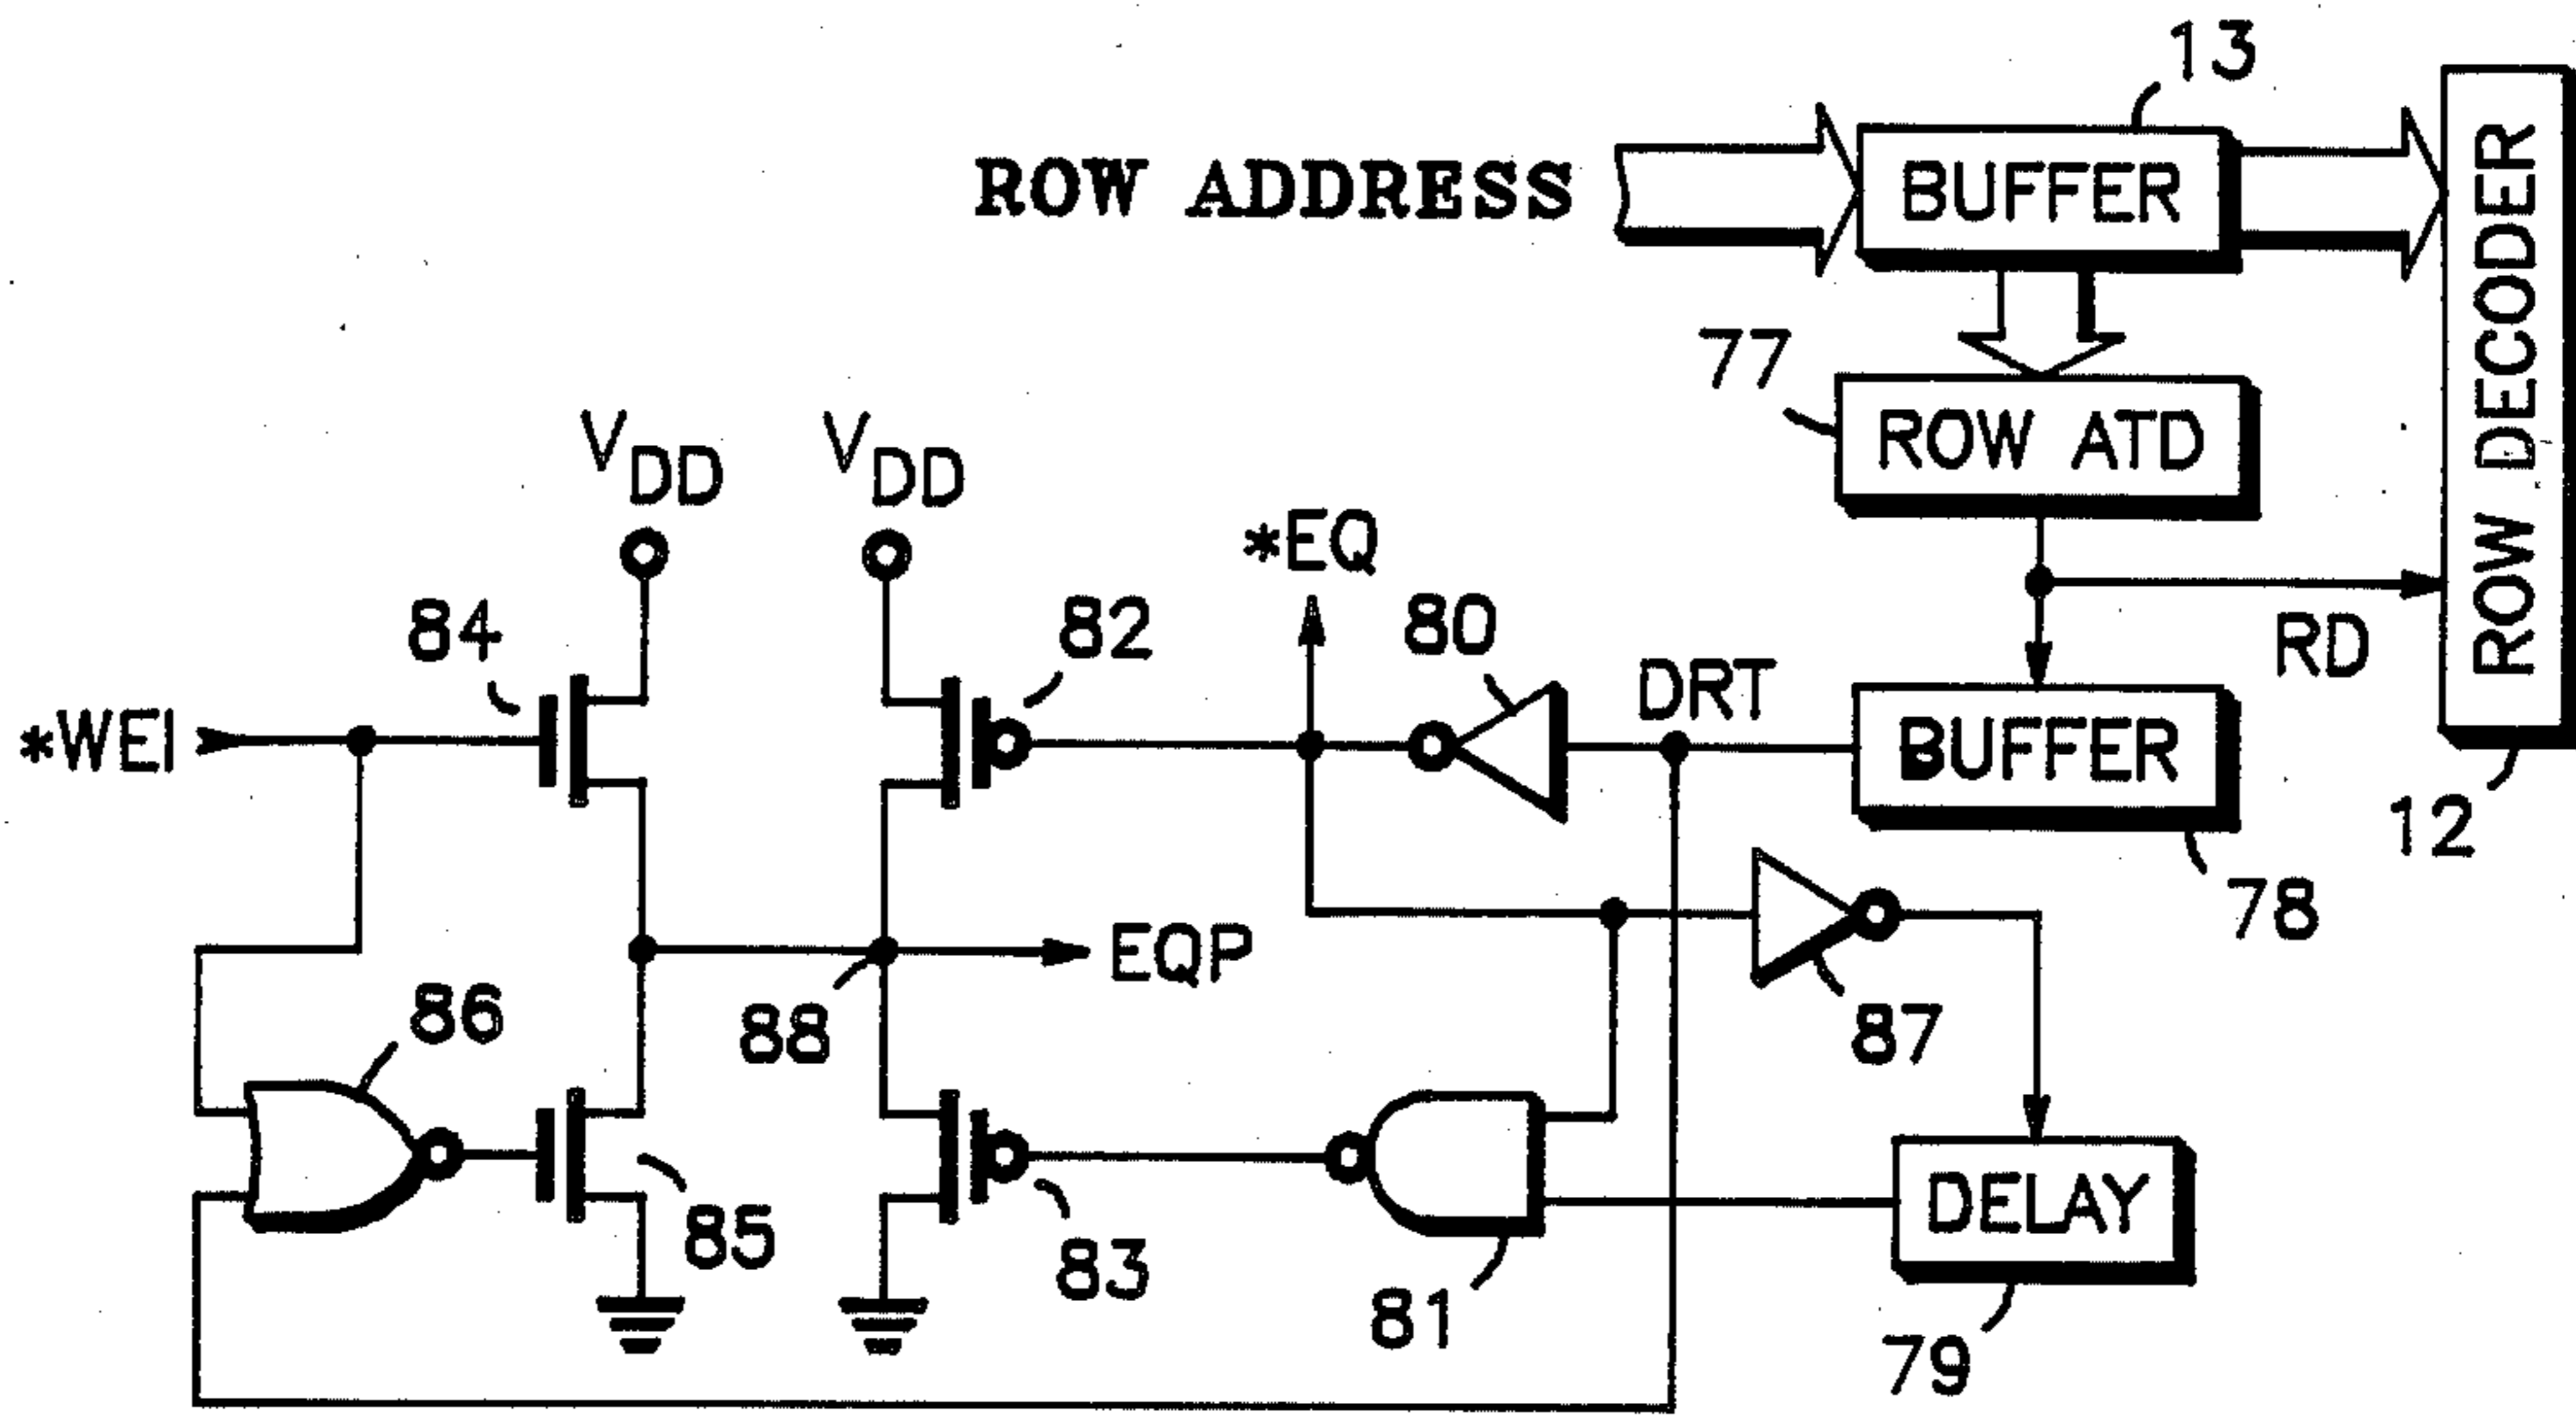 13
ROW ADDRESS
BUFFER
ROW DECODER
77
ROW ATD
VDD
VDD
*EQ
84
82
80
DRT
RD
*WEI
BUFFER
12
78
EQP
88
86
87
85
83
81
DELAY
79